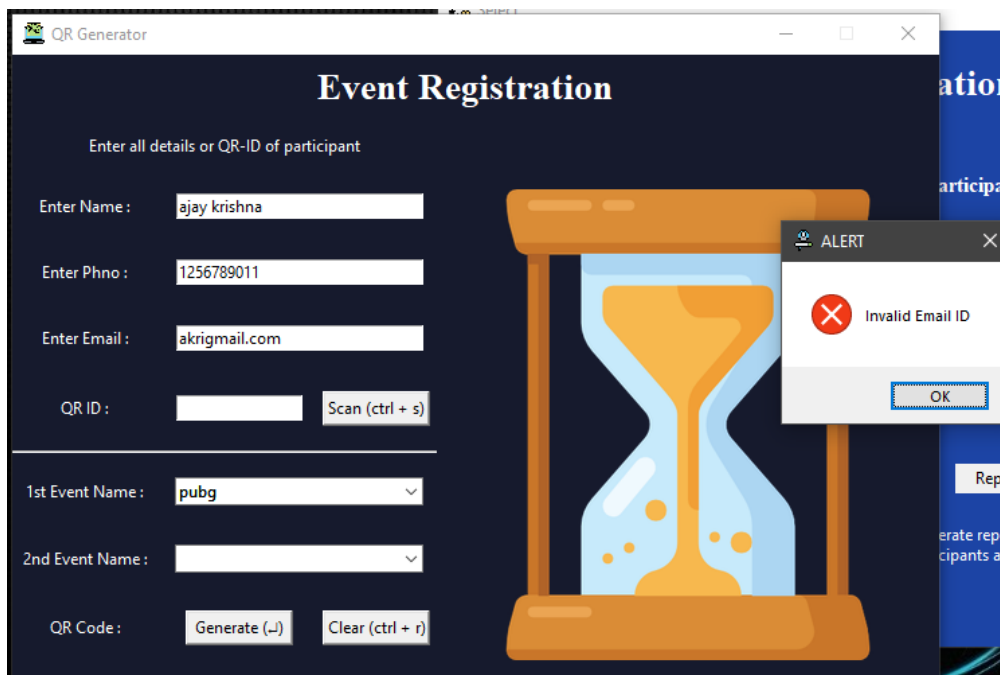 Select
QR Generator
Event Registration
Enter all details or QR-ID of participant
Enter Name :
ajay krishna
Enter Phno :
1256789011
Enter Email :
akrigmail.com
QR ID :
Scan (ctrl + s)
1st Event Name :
pubg
2nd Event Name :
QR Code :
Generate (↵)
Clear (ctrl + r)
ALERT
Invalid Email ID
OK
ation
articipa
Rep
erate rep
cipants a